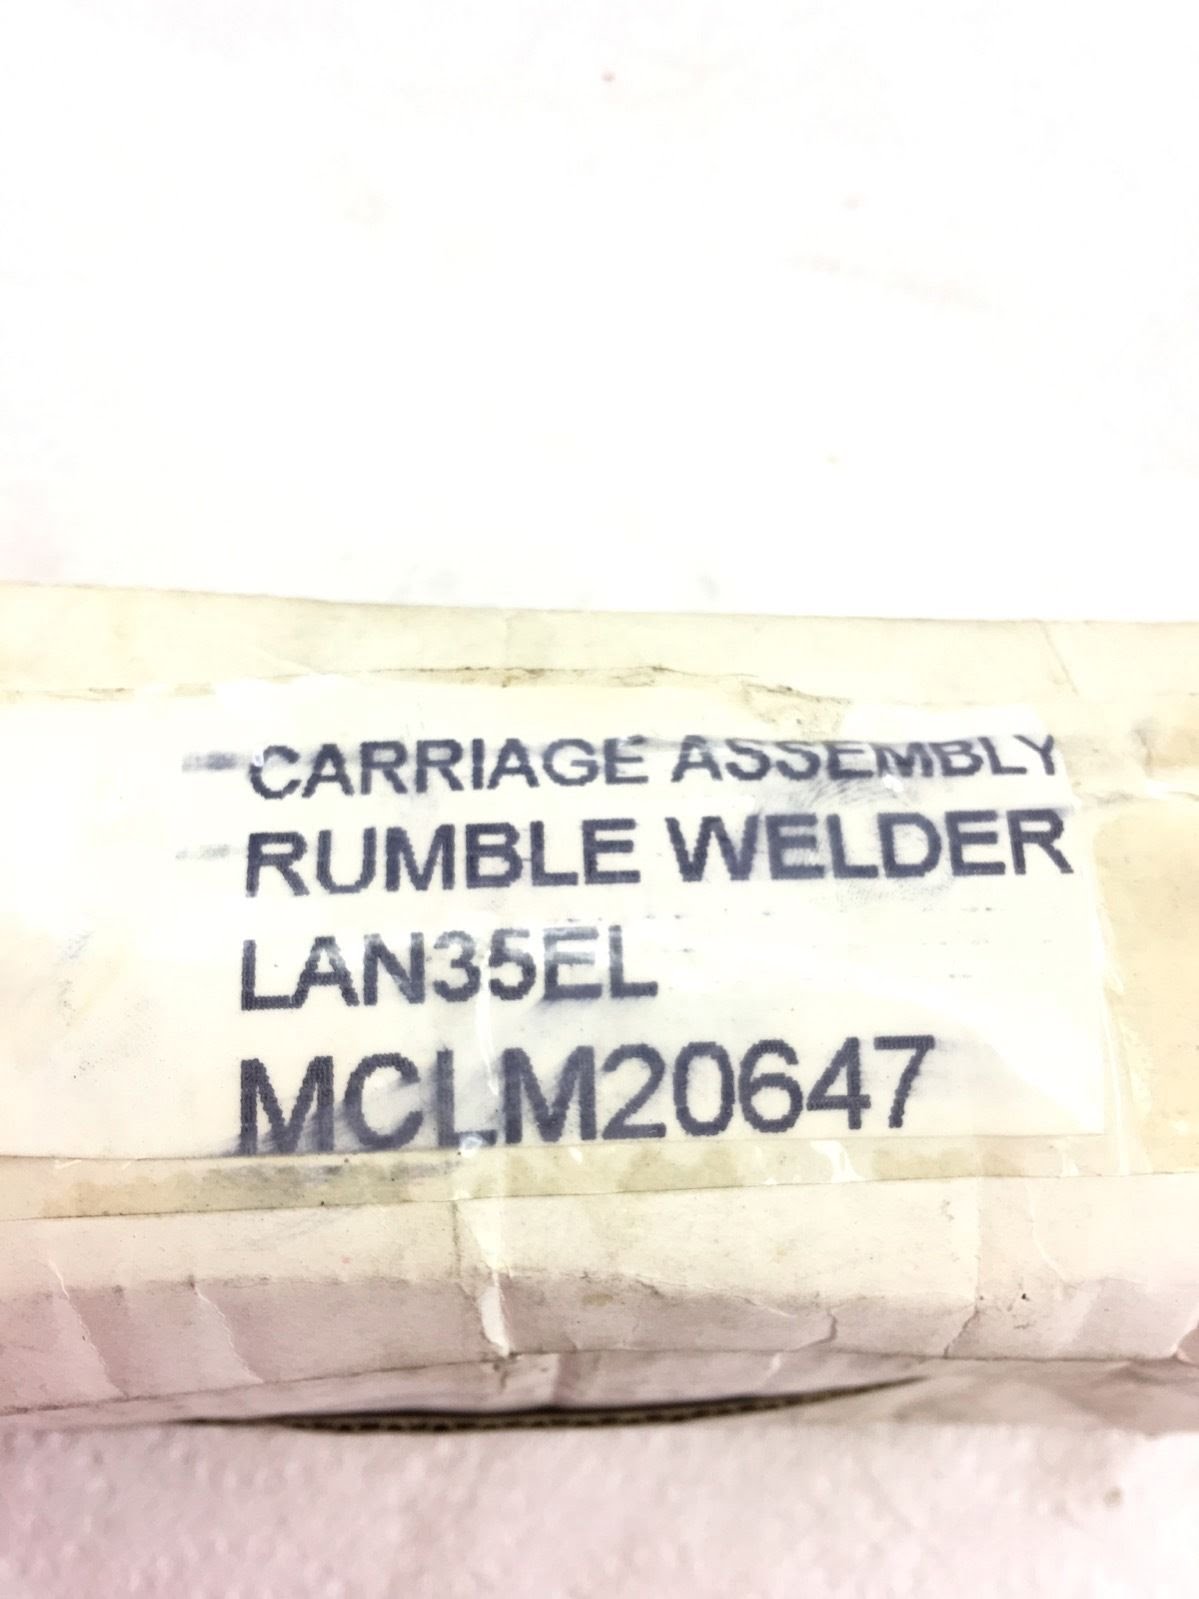 CARRIAGE ASSEMBLY
RUMBLE WELDER
LAN35EL
MCLM20647